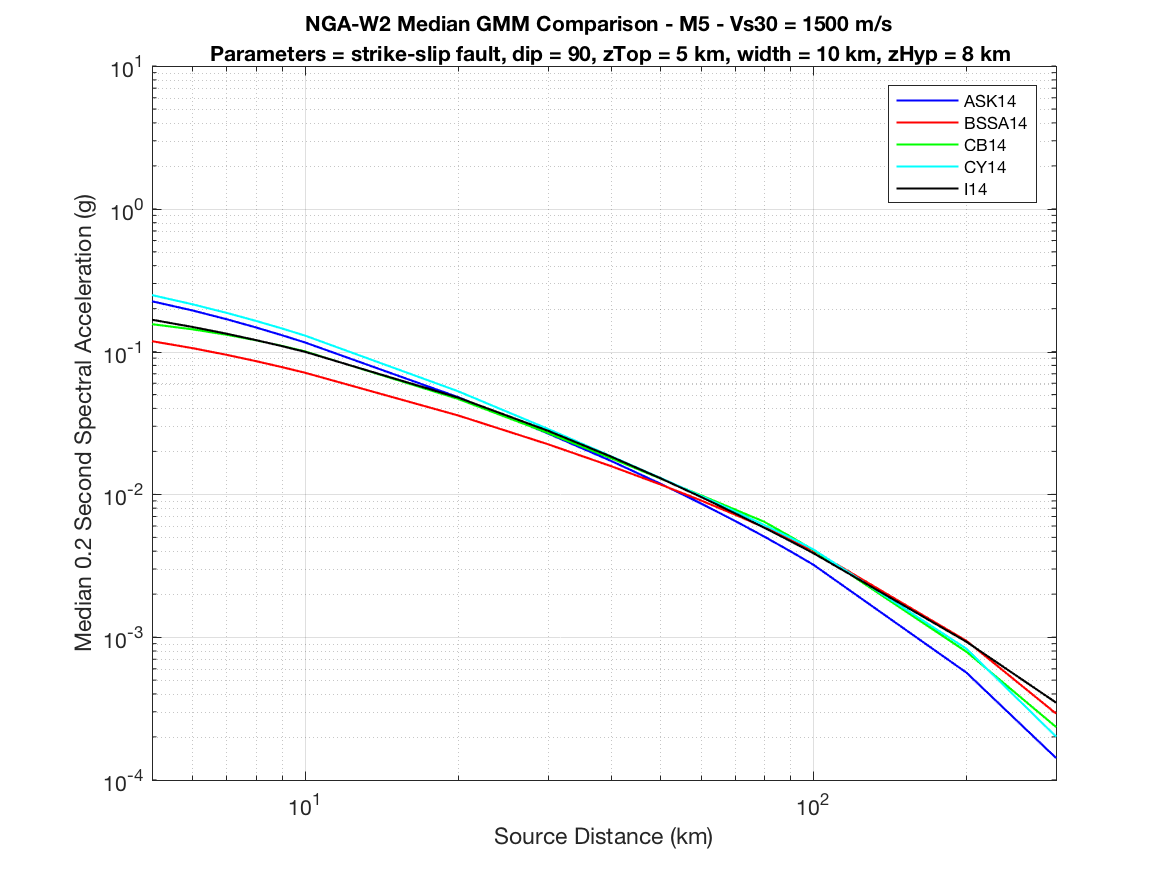 NGA-W2 Median GMM Comparison - M5 - Vs30 = 1500 m/s
Parameters = strike-slip fault, dip = 90, zTop = 5 km, width = 10 km, zHyp = 8 km
ASK14
BSSA14
CB14
CY14
I14
Median 0.2 Second Spectral Acceleration (g)
10^1
10^0
10^-1
10^-2
10^-3
10^-4
10^1
10^2
Source Distance (km)